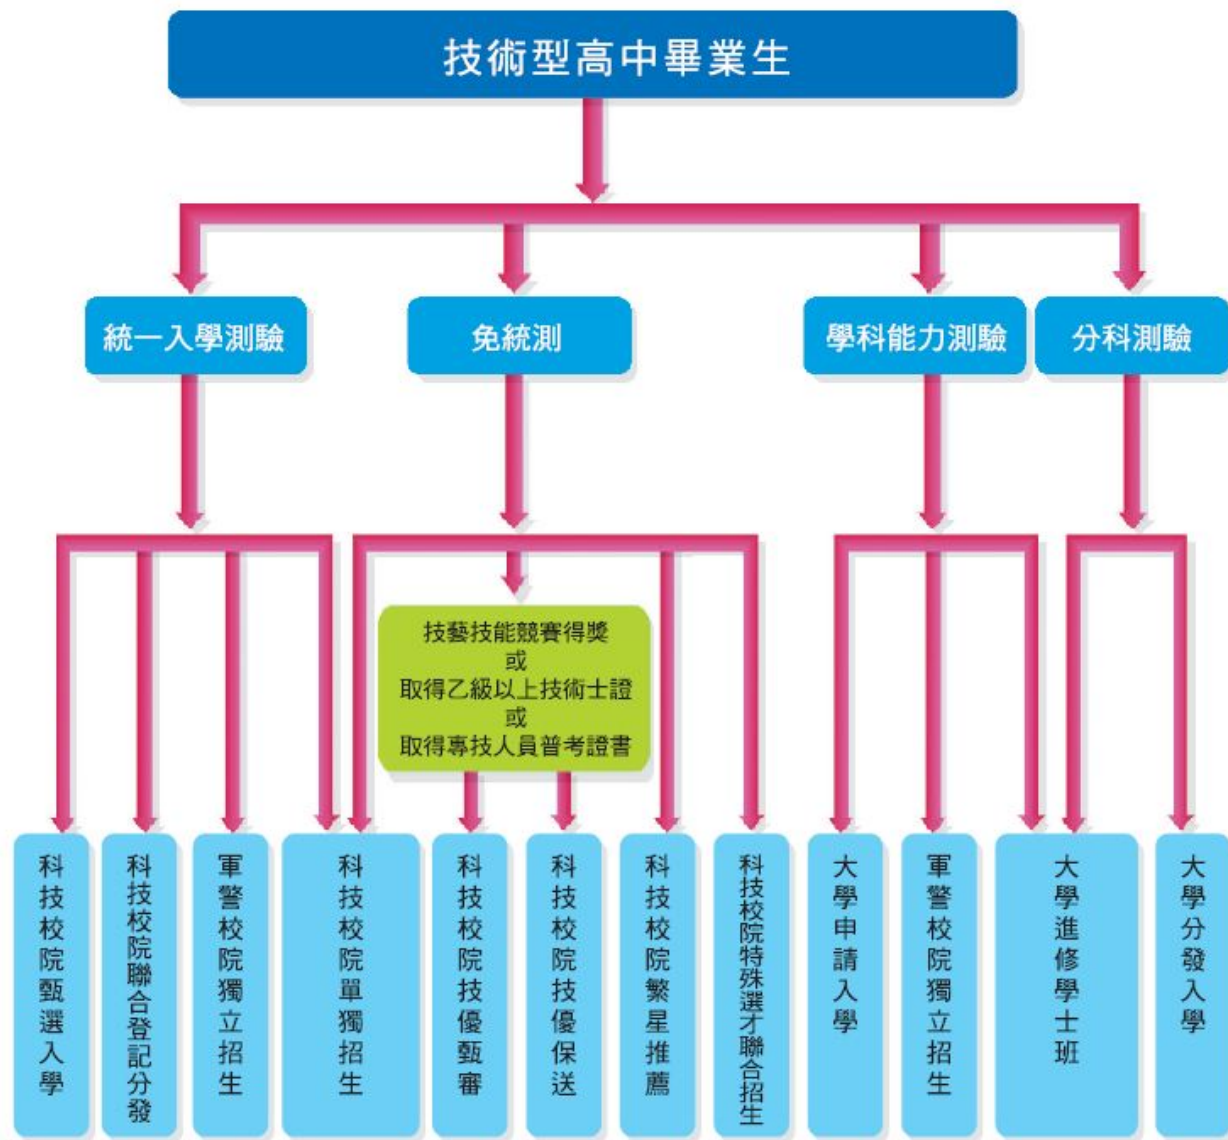 技術型高中畢業生
統一入學測驗
免統測
學科能力測驗
分科測驗
技藝技能競賽得獎
或
取得乙級以上技術士證
或
取得專技人員普考證書
科技校院甄選入學
科技校院聯合登記分發
軍警校院獨立招生
科技校院單獨招生
科技校院技優甄審
科技校院技優保送
科技校院繁星推薦
科技校院特殊選才聯合招生
大學申請入學
軍警校院獨立招生
大學進修學士班
大學分發入學